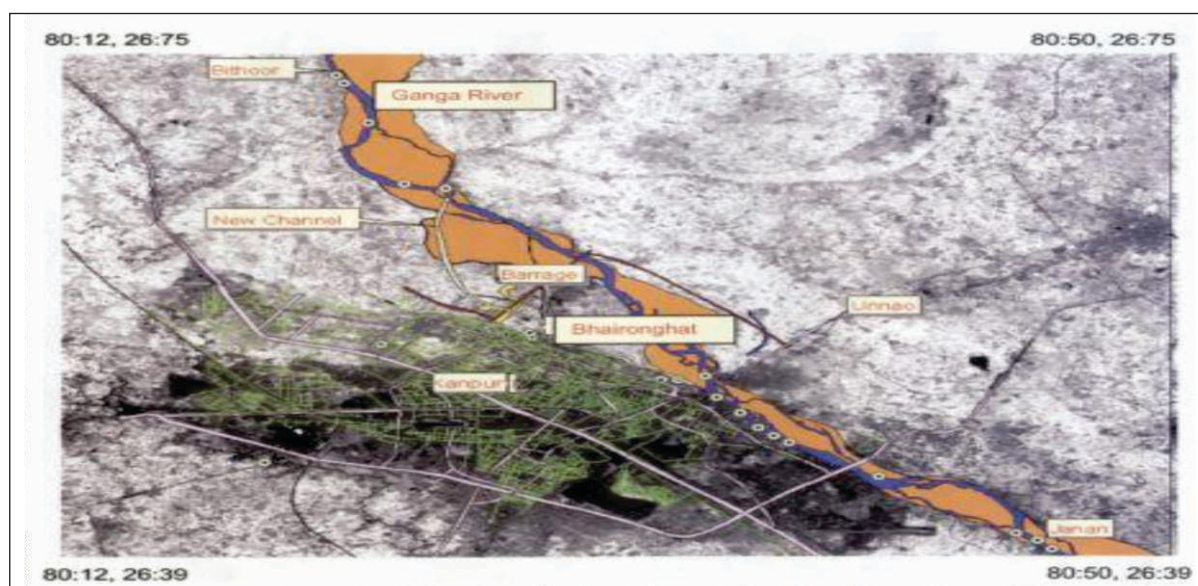 80:12, 26:75
80:50, 26:75
Bithoor
Ganga River
New Channel
Barrage
Unnao
Bhaironghat
Kanpur
80:12, 26:39
80:50, 26:39